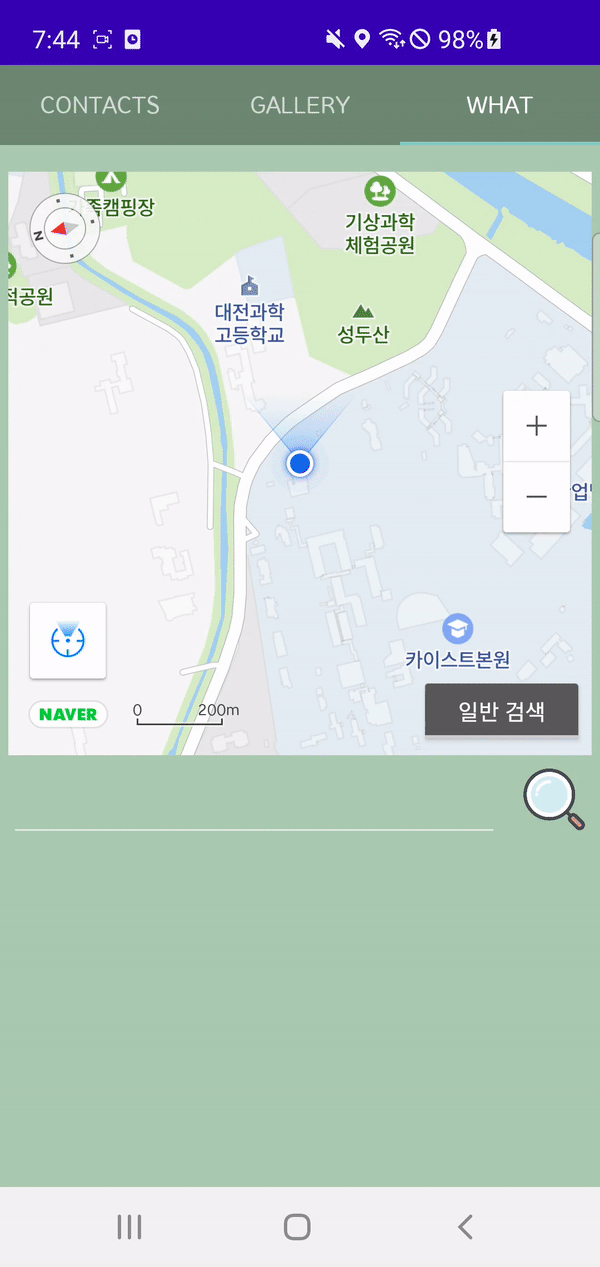 7:44
98%
CONTACTS
GALLERY
WHAT
가족캠핑장
기상과학
체험공원
N
적공원
대전과학
고등학교
성두산
업
카이스트본원
NAVER
0
200m
일반 검색